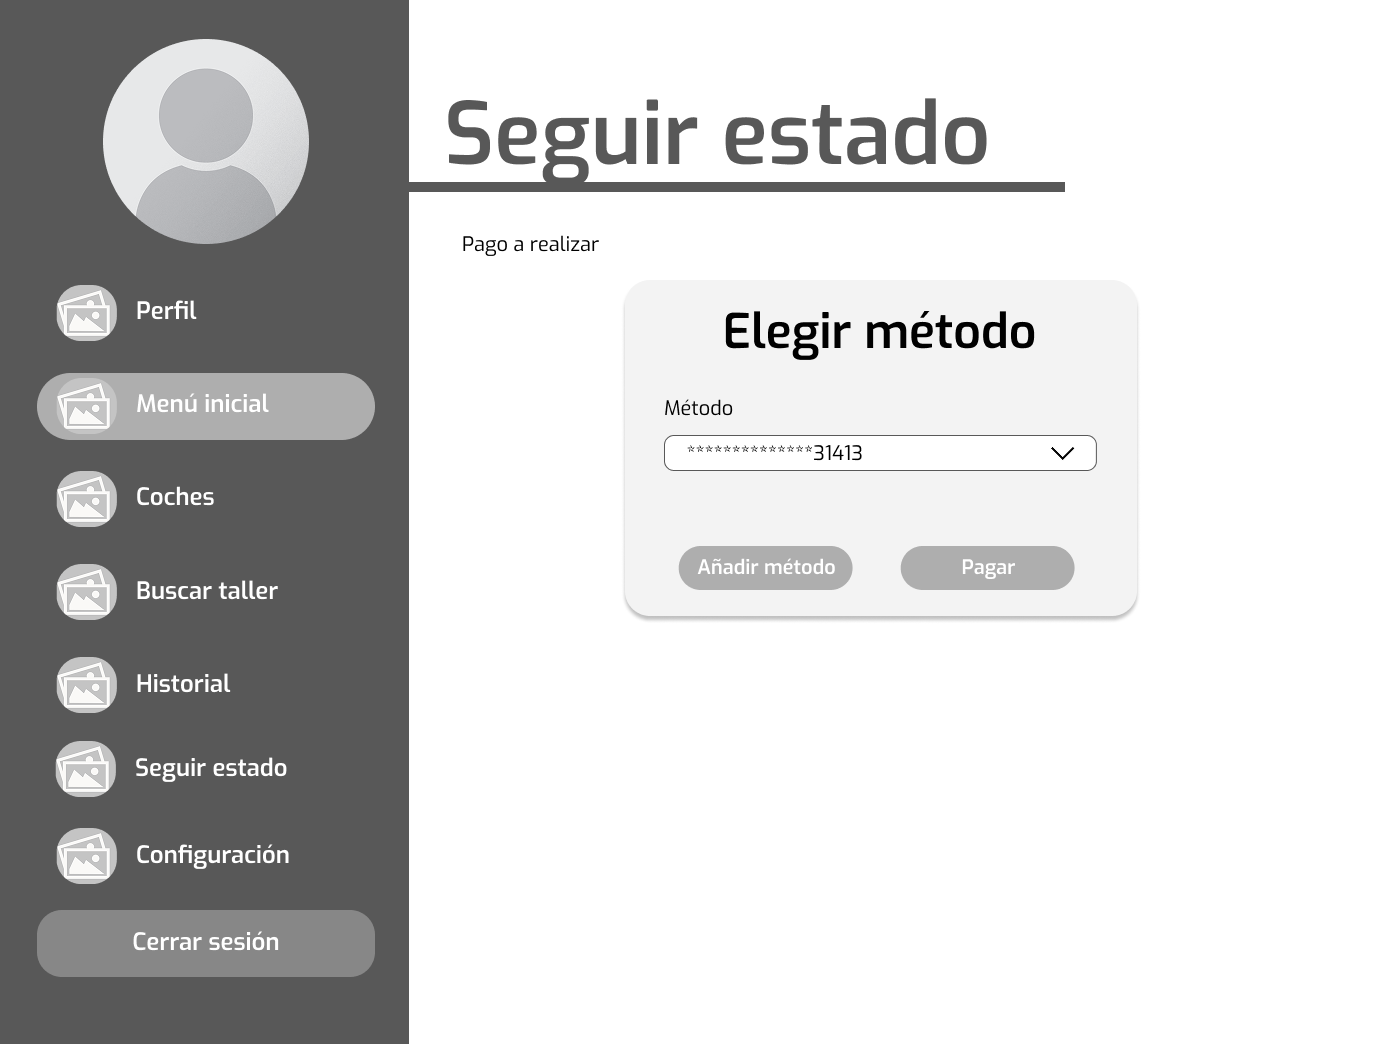 Seguir estado
Pago a realizar
Perfil
Menú inicial
Coches
Buscar taller
Historial
Seguir estado
Configuración
Cerrar sesión
Elegir método
Método
**************31413
Añadir método
Pagar